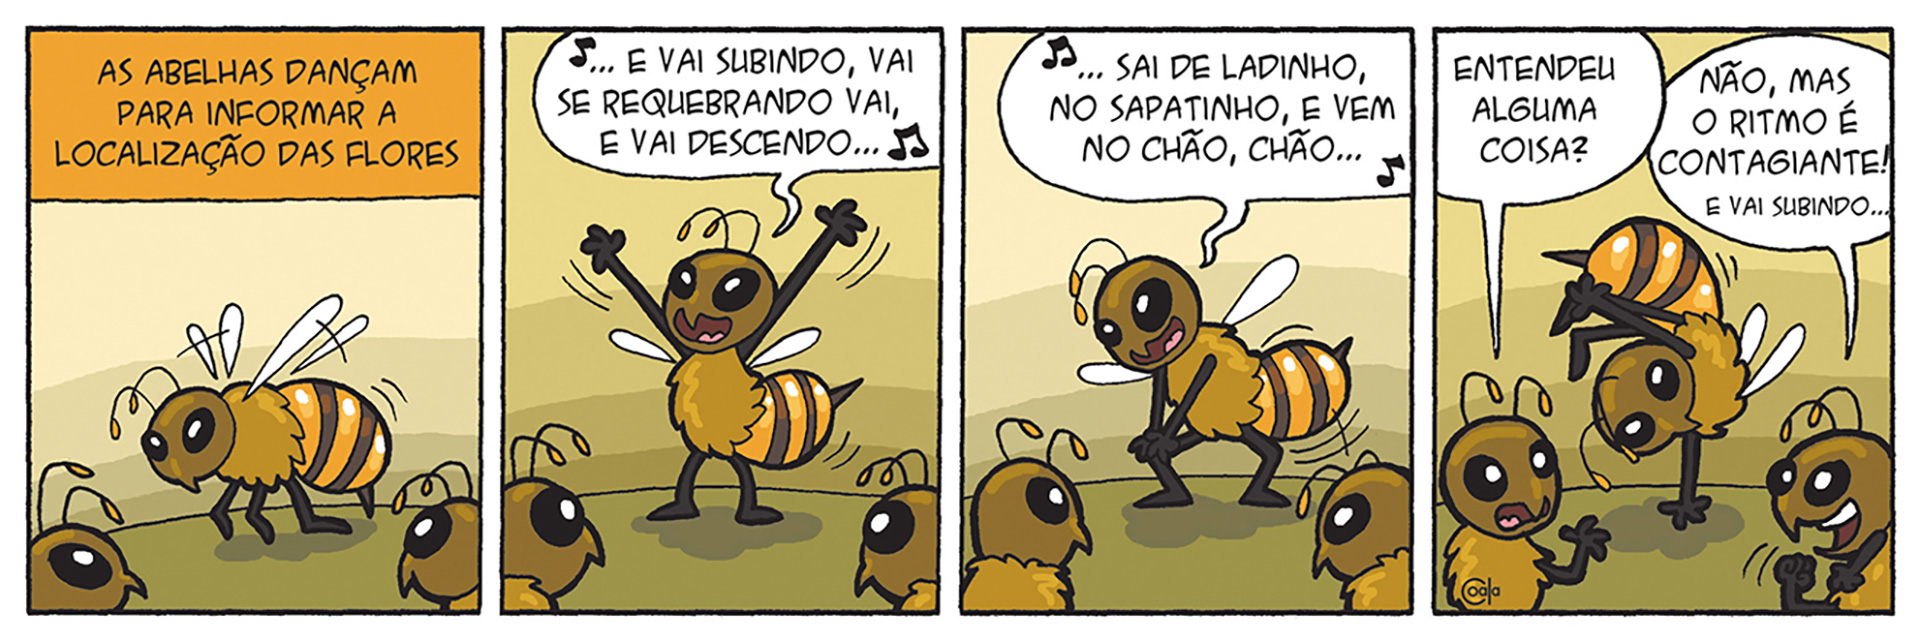 AS ABELHAS DANÇAM
PARA INFORMAR A
LOCALIZAÇÃO DAS FLORES
... E VAI SUBINDO, VAI
SE REQUEBRANDO VAI,
E VAI DESCENDO...
... SAI DE LADINHO,
NO SAPATINHO, E VEM
NO CHÃO, CHÃO...
ENTENDEU
ALGUMA
COISA?
NÃO, MAS
O RITMO É
CONTAGIANTE!
E VAI SUBINDO...
Coala